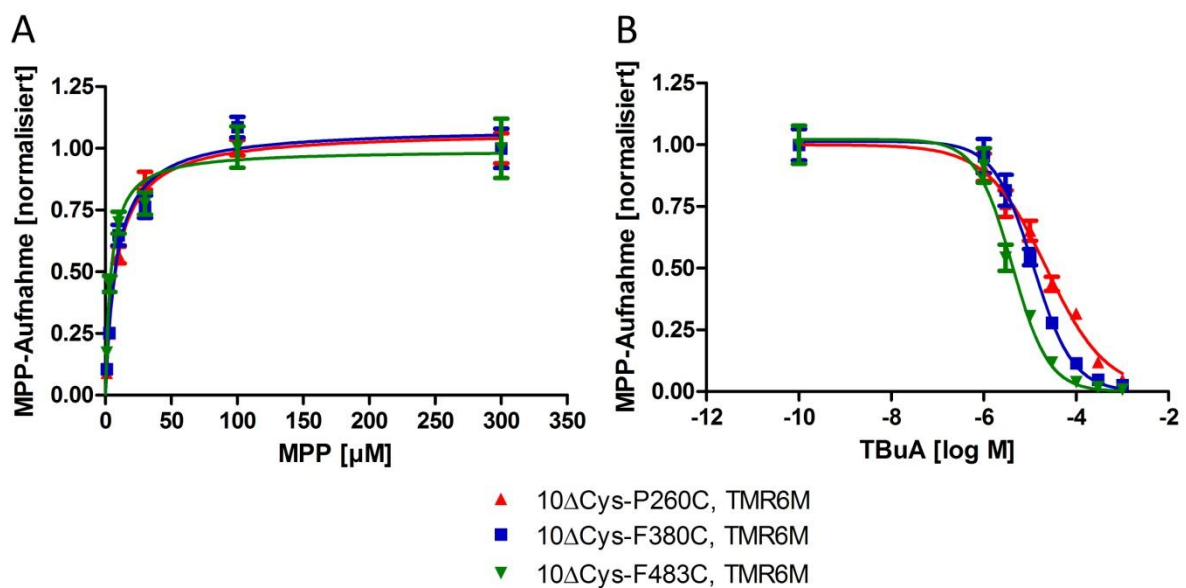 A
MPP-Aufnahme [normalisiert]
1.25
1.00
0.75
0.50
0.25
0.00
0 50 100 150 200 250 300 350
MPP [µM]
B
MPP-Aufnahme [normalisiert]
1.25
1.00
0.75
0.50
0.25
0.00
-12 -10 -8 -6 -4 -2
TBuA [log M]
10ΔCys-P260C, TMR6M
10ΔCys-F380C, TMR6M
10ΔCys-F483C, TMR6M